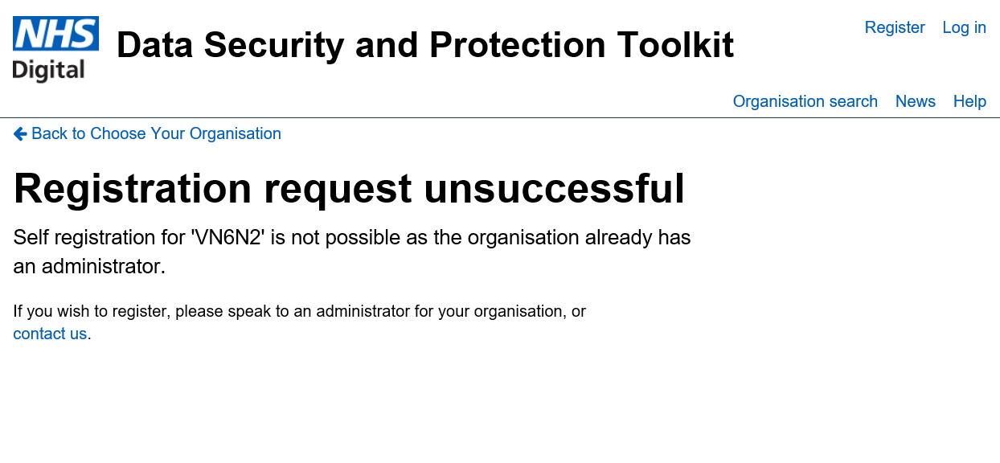 NHS
Digital
Data Security and Protection Toolkit
Register Log in
Organisation search News Help
Back to Choose Your Organisation
Registration request unsuccessful
Self registration for 'VN6N2' is not possible as the organisation already has
an administrator.
If you wish to register, please speak to an administrator for your organisation, or
contact us.